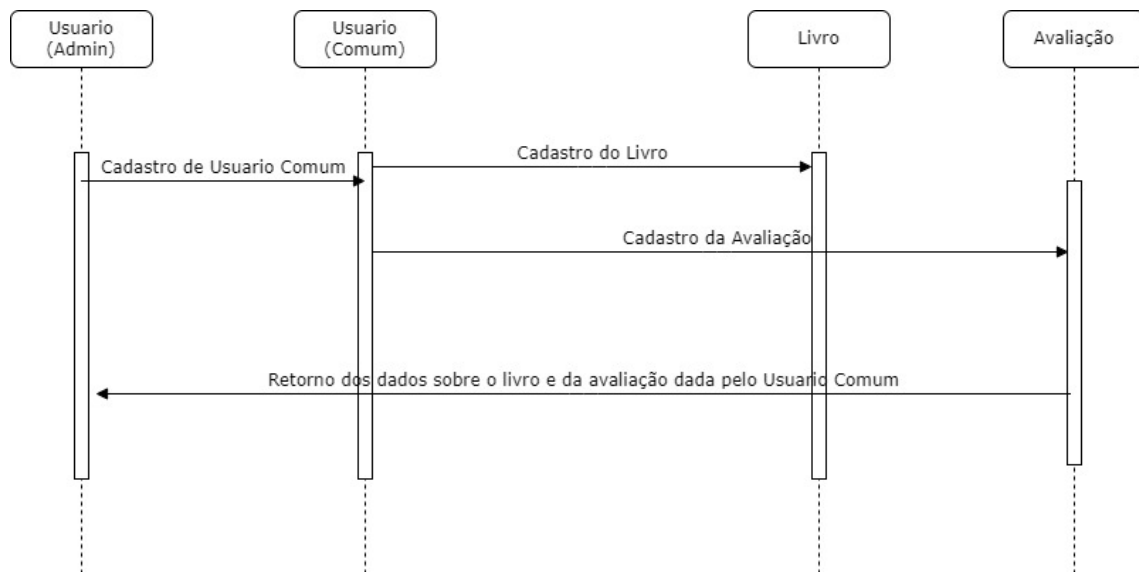 Usuario
(Admin)
Usuario
(Comum)
Livro
Avaliação
Cadastro do Livro
Cadastro de Usuario Comum
Cadastro da Avaliação
Retorno dos dados sobre o livro e da avaliação dada pelo Usuario Comum